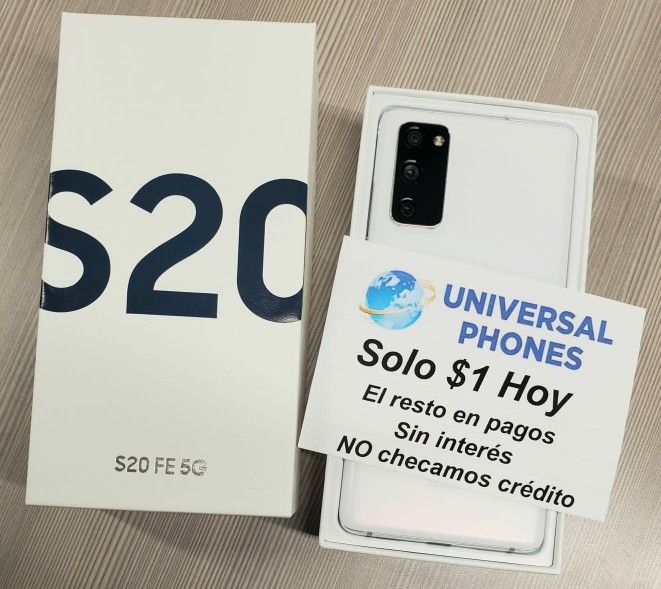 S20
S20 FE 5G
UNIVERSAL
PHONES
Solo $1 Hoy
El resto en pagos
Sin interés
NO checamos crédito